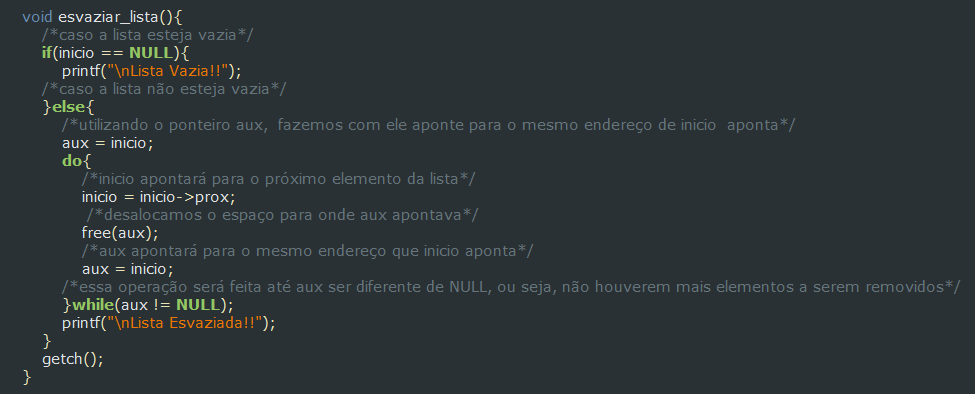 void esvaziar_lista(){
/*caso a lista esteja vazia*/
if(inicio == NULL){
printf("\nLista Vazia!!");
/*caso a lista não esteja vazia*/
}else{
/*utilizando o ponteiro aux, fazemos com ele aponte para o mesmo endereço de inicio aponta*/
aux = inicio;
do{
/*inicio apontará para o próximo elemento da lista*/
inicio = inicio->prox;
/*desalocamos o espaço para onde aux apontava*/
free(aux);
/*aux apontará para o mesmo endereço que inicio aponta*/
aux = inicio;
/*essa operação será feita até aux ser diferente de NULL, ou seja, não houverem mais elementos a serem removidos*/
}while(aux != NULL);
printf("\nLista Esvaziada!!");
}
getch();
}